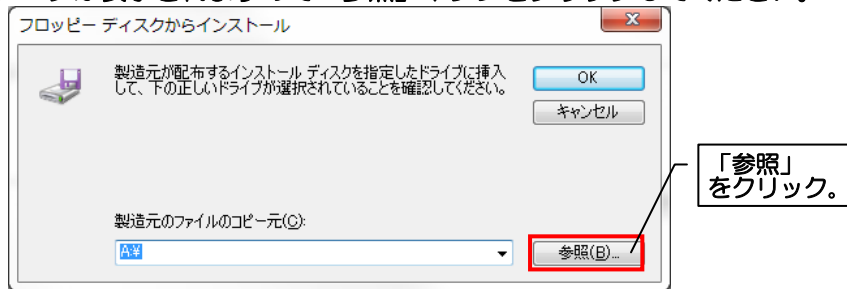 フロッピー ディスクからインストール
製造元が配布するインストール ディスクを指定したドライブに挿入
して、下の正しいドライブが選択されていることを確認してください。
OK
キャンセル
「参照」
をクリック。
製造元のファイルのコピー元(C):
A:¥
参照(B)...